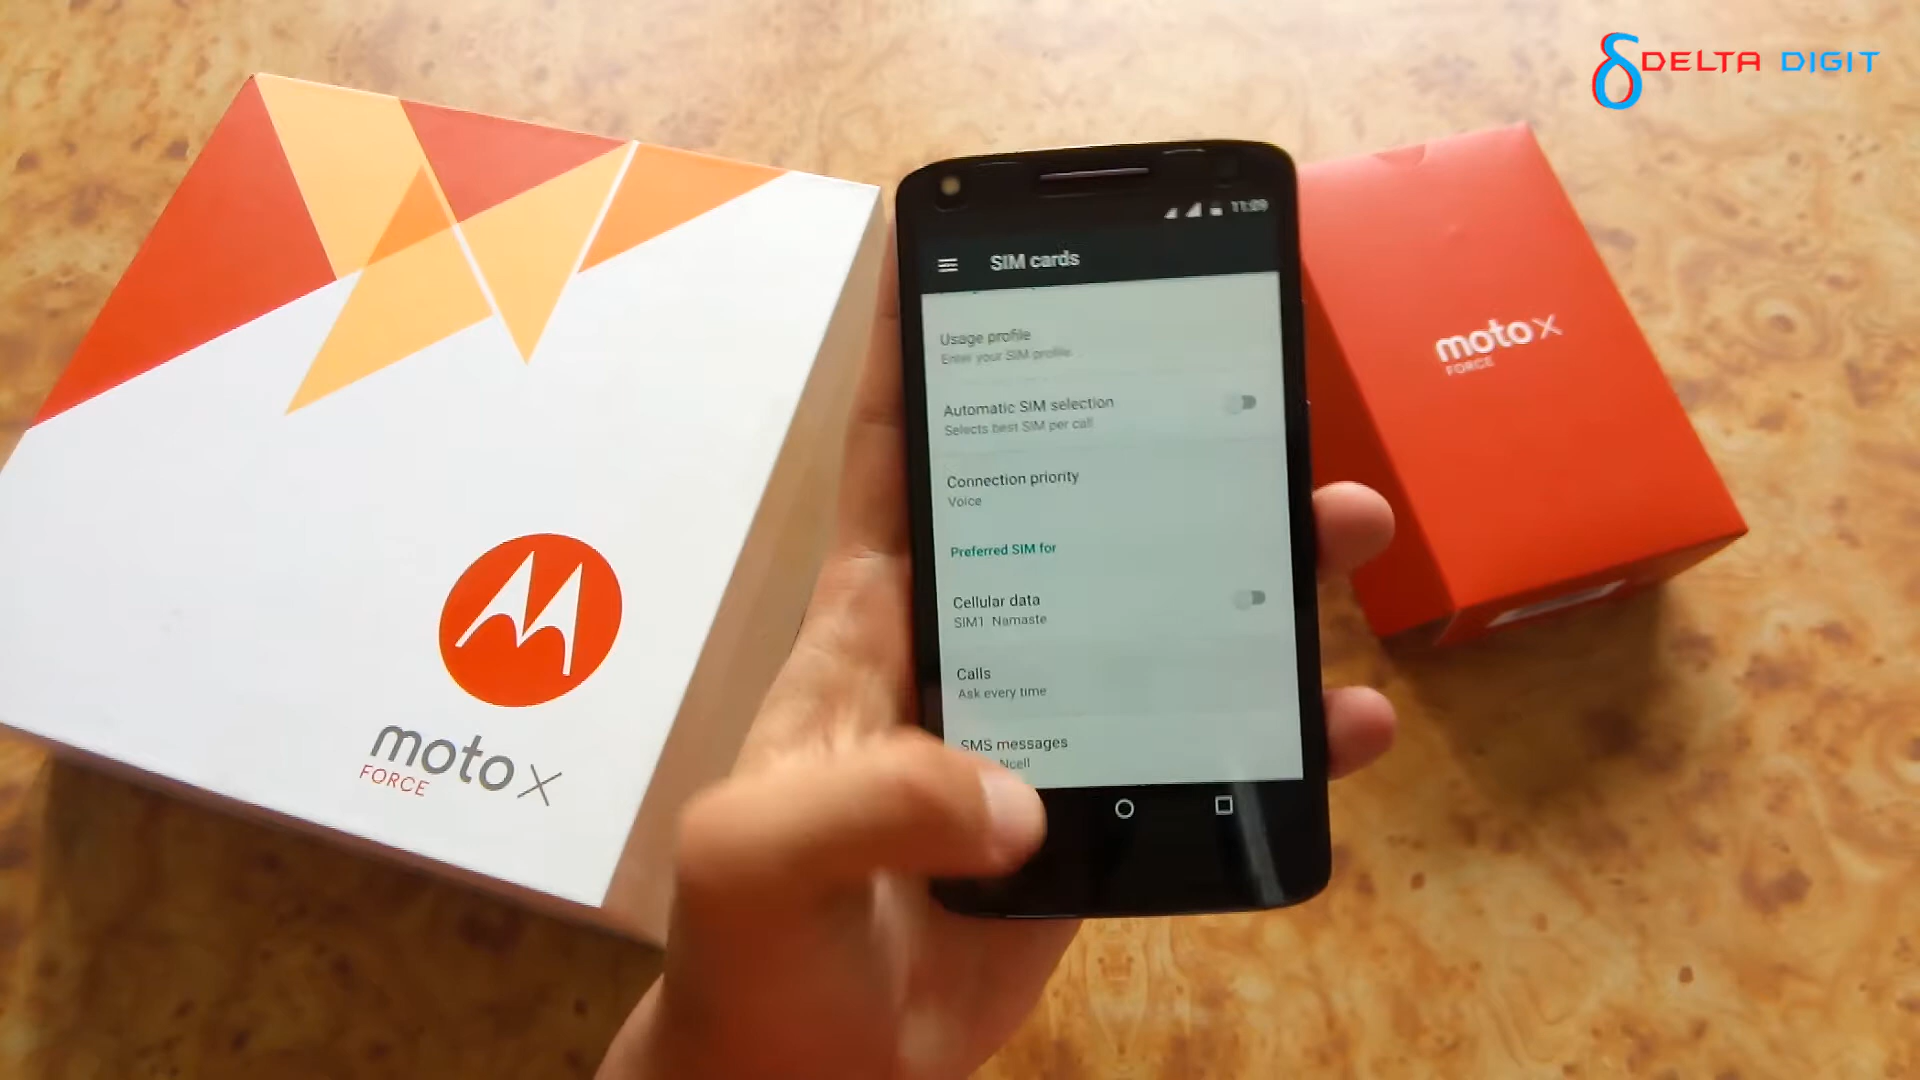 DELTA DIGIT
11:09
SIM cards
Usage profile
Enter your SIM profile
Automatic SIM selection
Selects best SIM per call
Connection priority
Voice
Preferred SIM for
Cellular data
SIM1 Namaste
Calls
Ask every time
SMS messages
Ncell
moto x
FORCE
moto x
FORCE